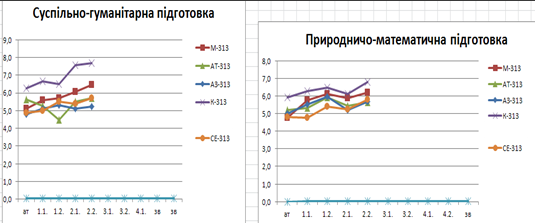 Суспільно-гуманітарна підготовка
9,0
8,0
7,0
6,0
5,0
4,0
3,0
2,0
1,0
0,0
ат 1.1. 1.2. 2.1. 2.2. 3.1. 3.2. 4.1. зв зв
М-313
АТ-313
АЗ-313
К-313
СЕ-313
Природничо-математична підготовка
8,0
7,0
6,0
5,0
4,0
3,0
2,0
1,0
0,0
ат 1.1. 1.2. 2.1. 2.2. 3.1. 3.2. 4.1. 4.2. зв
М-313
АТ-313
АЗ-313
К-313
СЕ-313